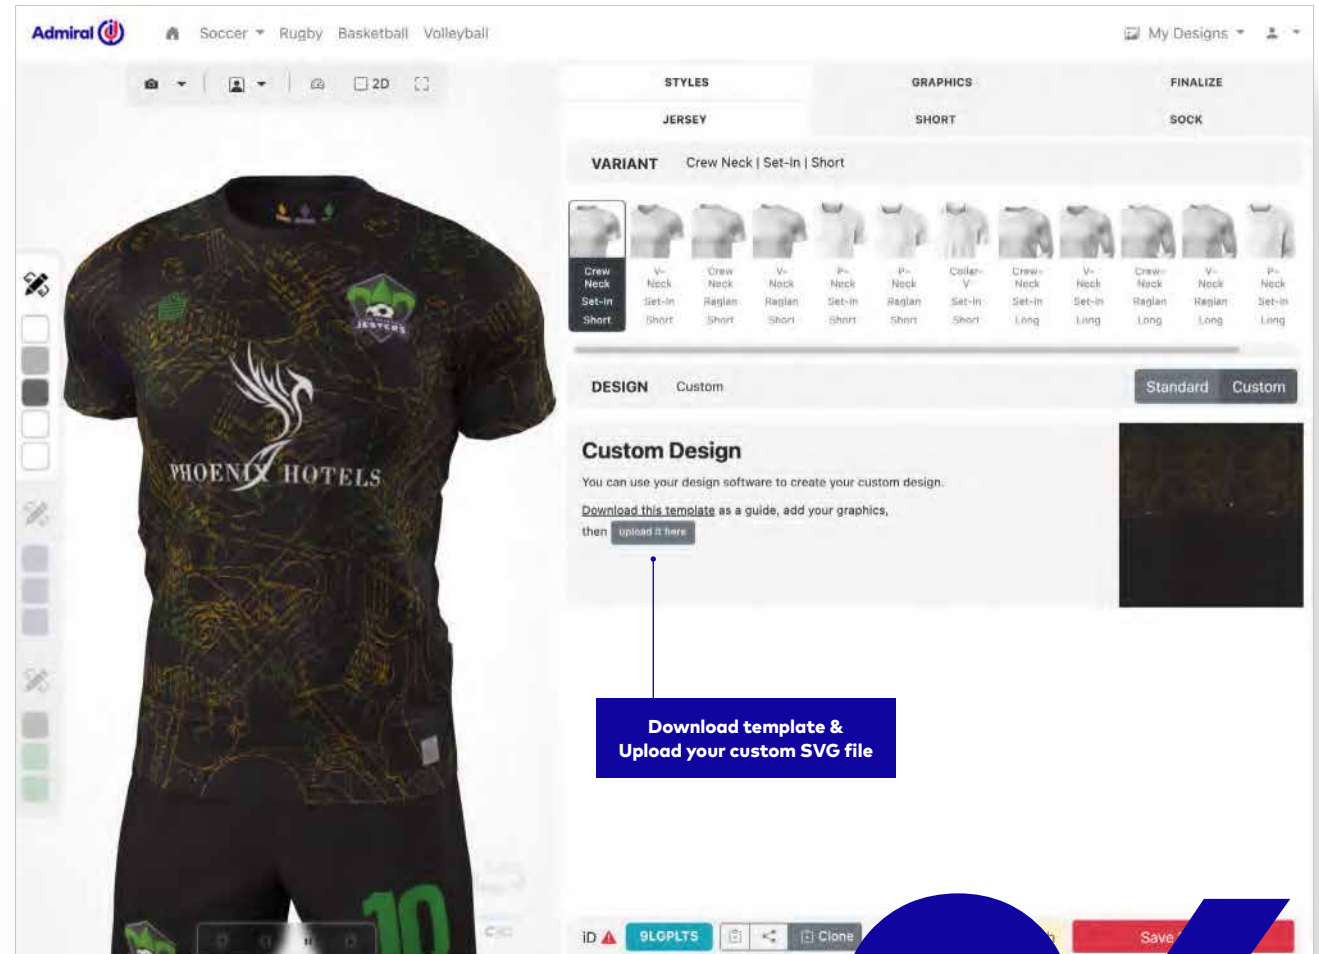 Admiral
Soccer Rugby Basketball Volleyball
My Designs
2D
STYLES GRAPHICS FINALIZE
JERSEY SHORT SOCK
VARIANT Crew Neck | Set-In | Short
Crew Neck Set-In Short
V- Neck Set-In Short
Crew Neck Raglan Short
V- Neck Raglan Short
P- Neck Set-In Short
P- Neck Raglan Short
Collar- V Set-In Short
Crew- Neck Set-In Long
V- Neck Set-In Long
Crew- Neck Raglan Long
V- Neck Raglan Long
P- Neck Set-In Long
JESTERS
PHOENIX HOTELS
DESIGN Custom
Standard Custom
Custom Design
You can use your design software to create your custom design.
Download this template as a guide, add your graphics,
then upload it here
Download template &
Upload your custom SVG file
10
iD 9LGPLTS Clone
Save